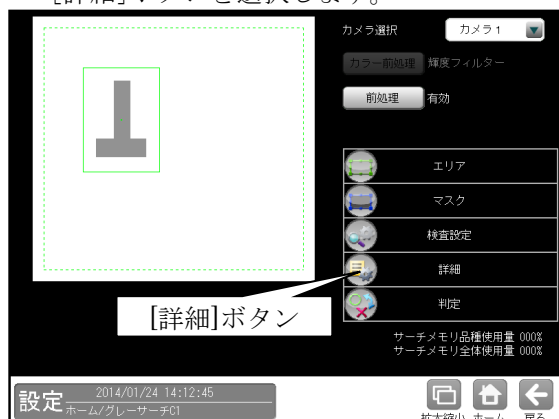 [詳細]ボタンを選択します。
カメラ選択 カメラ1
カラー前処理 輝度フィルター
前処理 有効
エリア
マスク
検査設定
詳細
判定
[詳細]ボタン
サーチメモリ品種使用量 000%
サーチメモリ全体使用量 000%
設定 2014/01/24 14:12:45
ホーム/グレーサーチC1
拡大縮小 ホーム 戻る